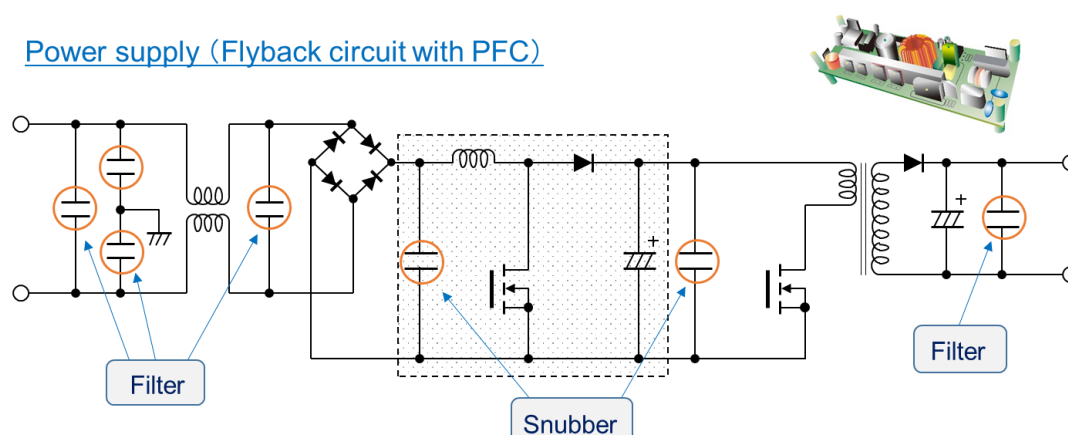 Power supply（Flyback circuit with PFC）
+
+
Filter
Snubber
Filter